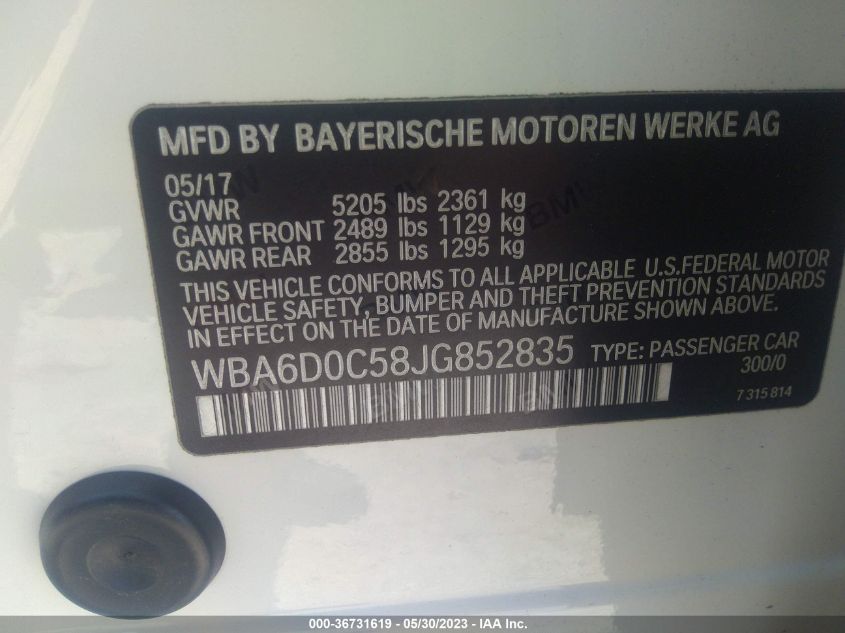 MFD BY BAYERISCHE MOTOREN WERKE AG
05/17
GVWR 5205 lbs 2361 kg
GAWR FRONT 2489 lbs 1129 kg
GAWR REAR 2855 lbs 1295 kg
THIS VEHICLE CONFORMS TO ALL APPLICABLE U.S.FEDERAL MOTOR
VEHICLE SAFETY, BUMPER AND THEFT PREVENTION STANDARDS
IN EFFECT ON THE DATE OF MANUFACTURE SHOWN ABOVE.
WBA6D0C58JG852835 TYPE: PASSENGER CAR
300/0
7 315 814
000-36731619 - 05/30/2023 - IAA Inc.